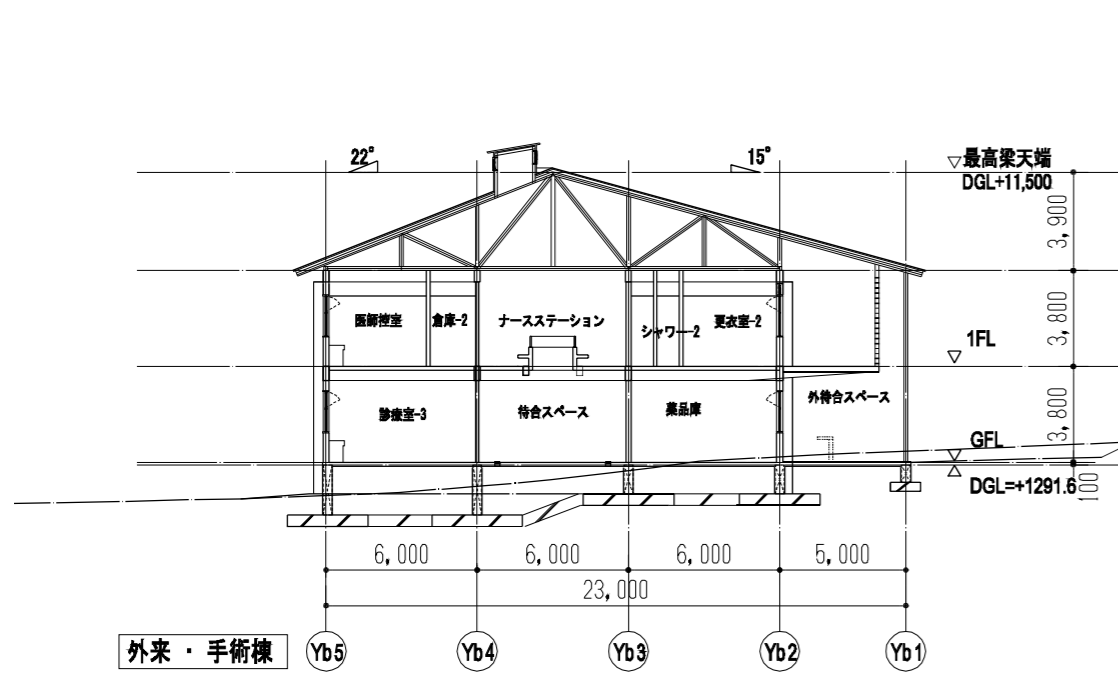 22°
15°
▽最高梁天端
DGL+11,500
3,900
医師控室
倉庫-2
ナースステーション
シャワー-2
更衣室-2
3,800
1FL
診療室-3
待合スペース
薬品庫
外待合スペース
3,800
GFL
DGL=+1291.6
100
6,000
6,000
6,000
5,000
23,000
外来 ・ 手術棟
Yb5
Yb4
Yb3
Yb2
Yb1